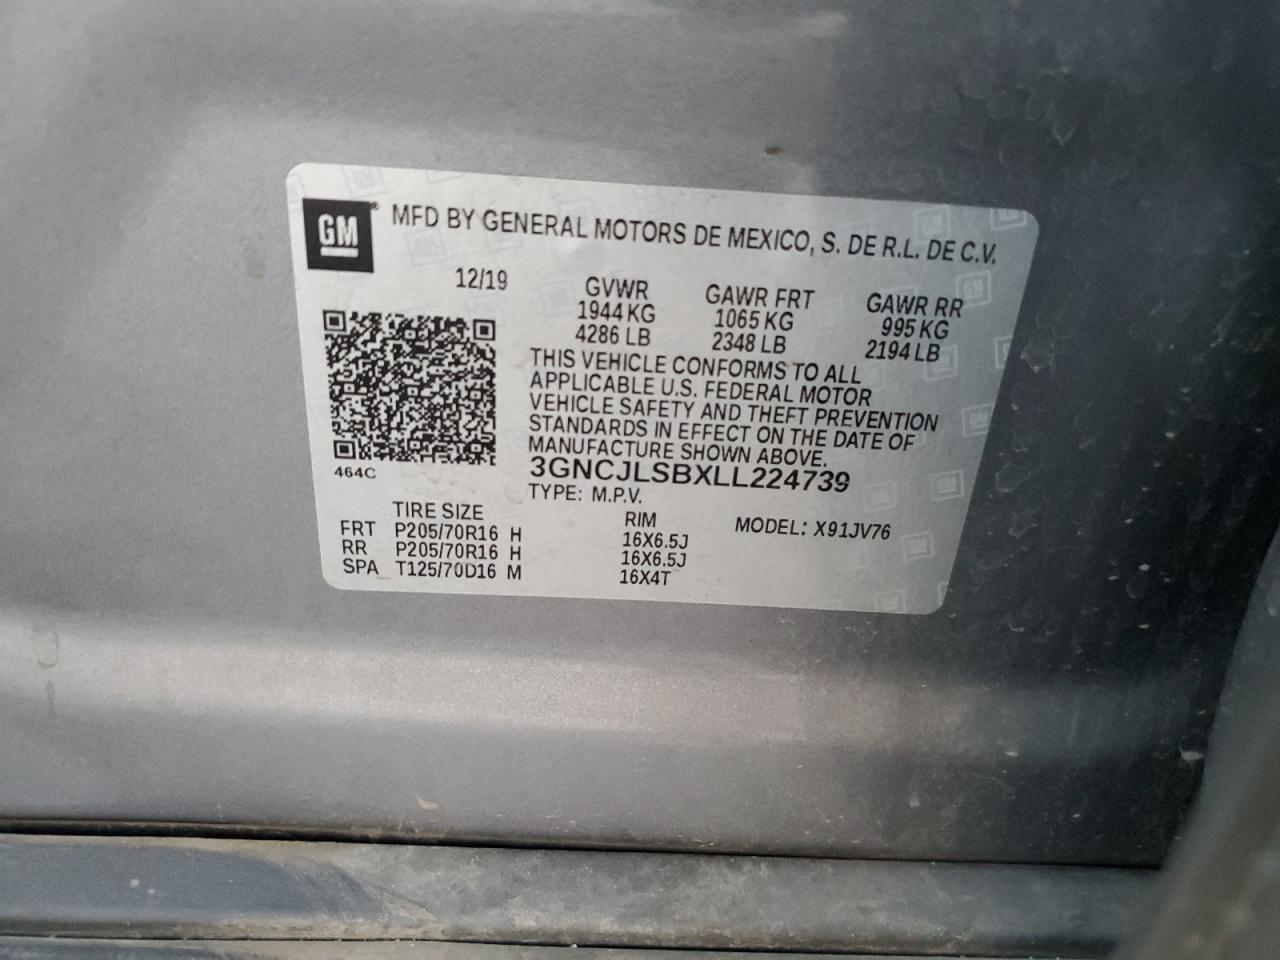 GM® MFD BY GENERAL MOTORS DE MEXICO, S. DE R.L. DE C.V.
12/19
GVWR GAWR FRT GAWR RR
1944 KG 1065 KG 995 KG
4286 LB 2348 LB 2194 LB
THIS VEHICLE CONFORMS TO ALL
APPLICABLE U.S. FEDERAL MOTOR
VEHICLE SAFETY AND THEFT PREVENTION
STANDARDS IN EFFECT ON THE DATE OF
MANUFACTURE SHOWN ABOVE.
464C
3GNCJLSBXLL224739
TYPE: M.P.V.
MODEL: X91JV76
TIRE SIZE RIM
FRT P205/70R16 H 16X6.5J
RR P205/70R16 H 16X6.5J
SPA T125/70D16 M 16X4T